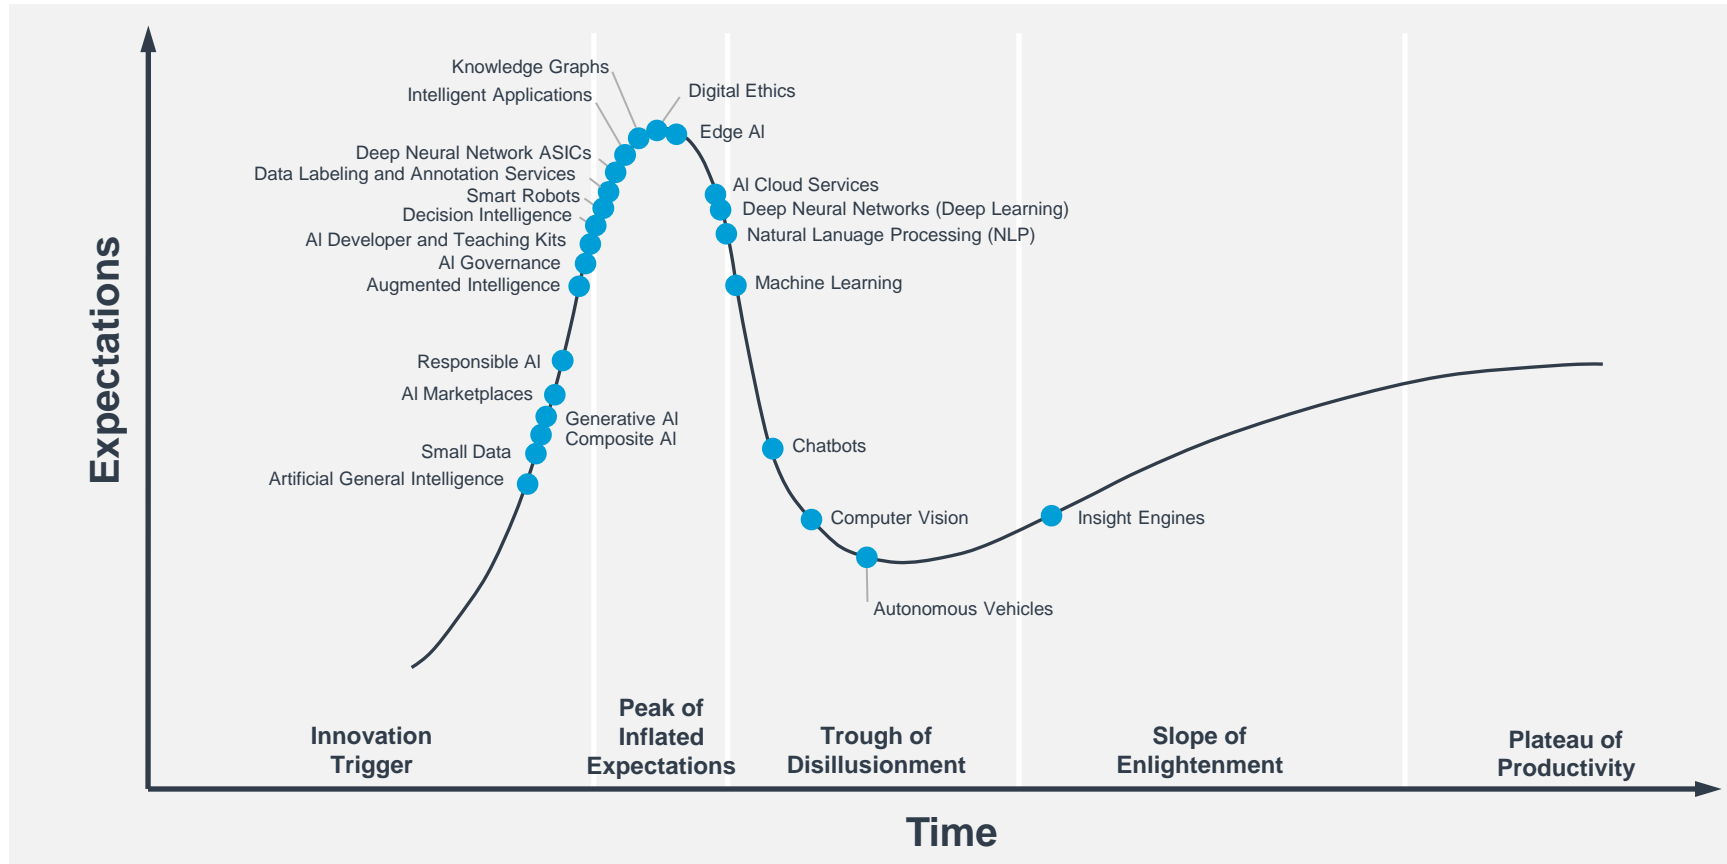 Knowledge Graphs
Digital Ethics
Intelligent Applications
Edge AI
Deep Neural Network ASICs
Data Labeling and Annotation Services
AI Cloud Services
Smart Robots
Deep Neural Networks (Deep Learning)
Decision Intelligence
Natural Lanuage Processing (NLP)
AI Developer and Teaching Kits
AI Governance
Augmented Intelligence
Machine Learning
Responsible AI
AI Marketplaces
Generative AI
Composite AI
Small Data
Chatbots
Artificial General Intelligence
Computer Vision
Insight Engines
Autonomous Vehicles
Expectations
Innovation
Trigger
Peak of
Inflated
Expectations
Trough of
Disillusionment
Slope of
Enlightenment
Plateau of
Productivity
Time